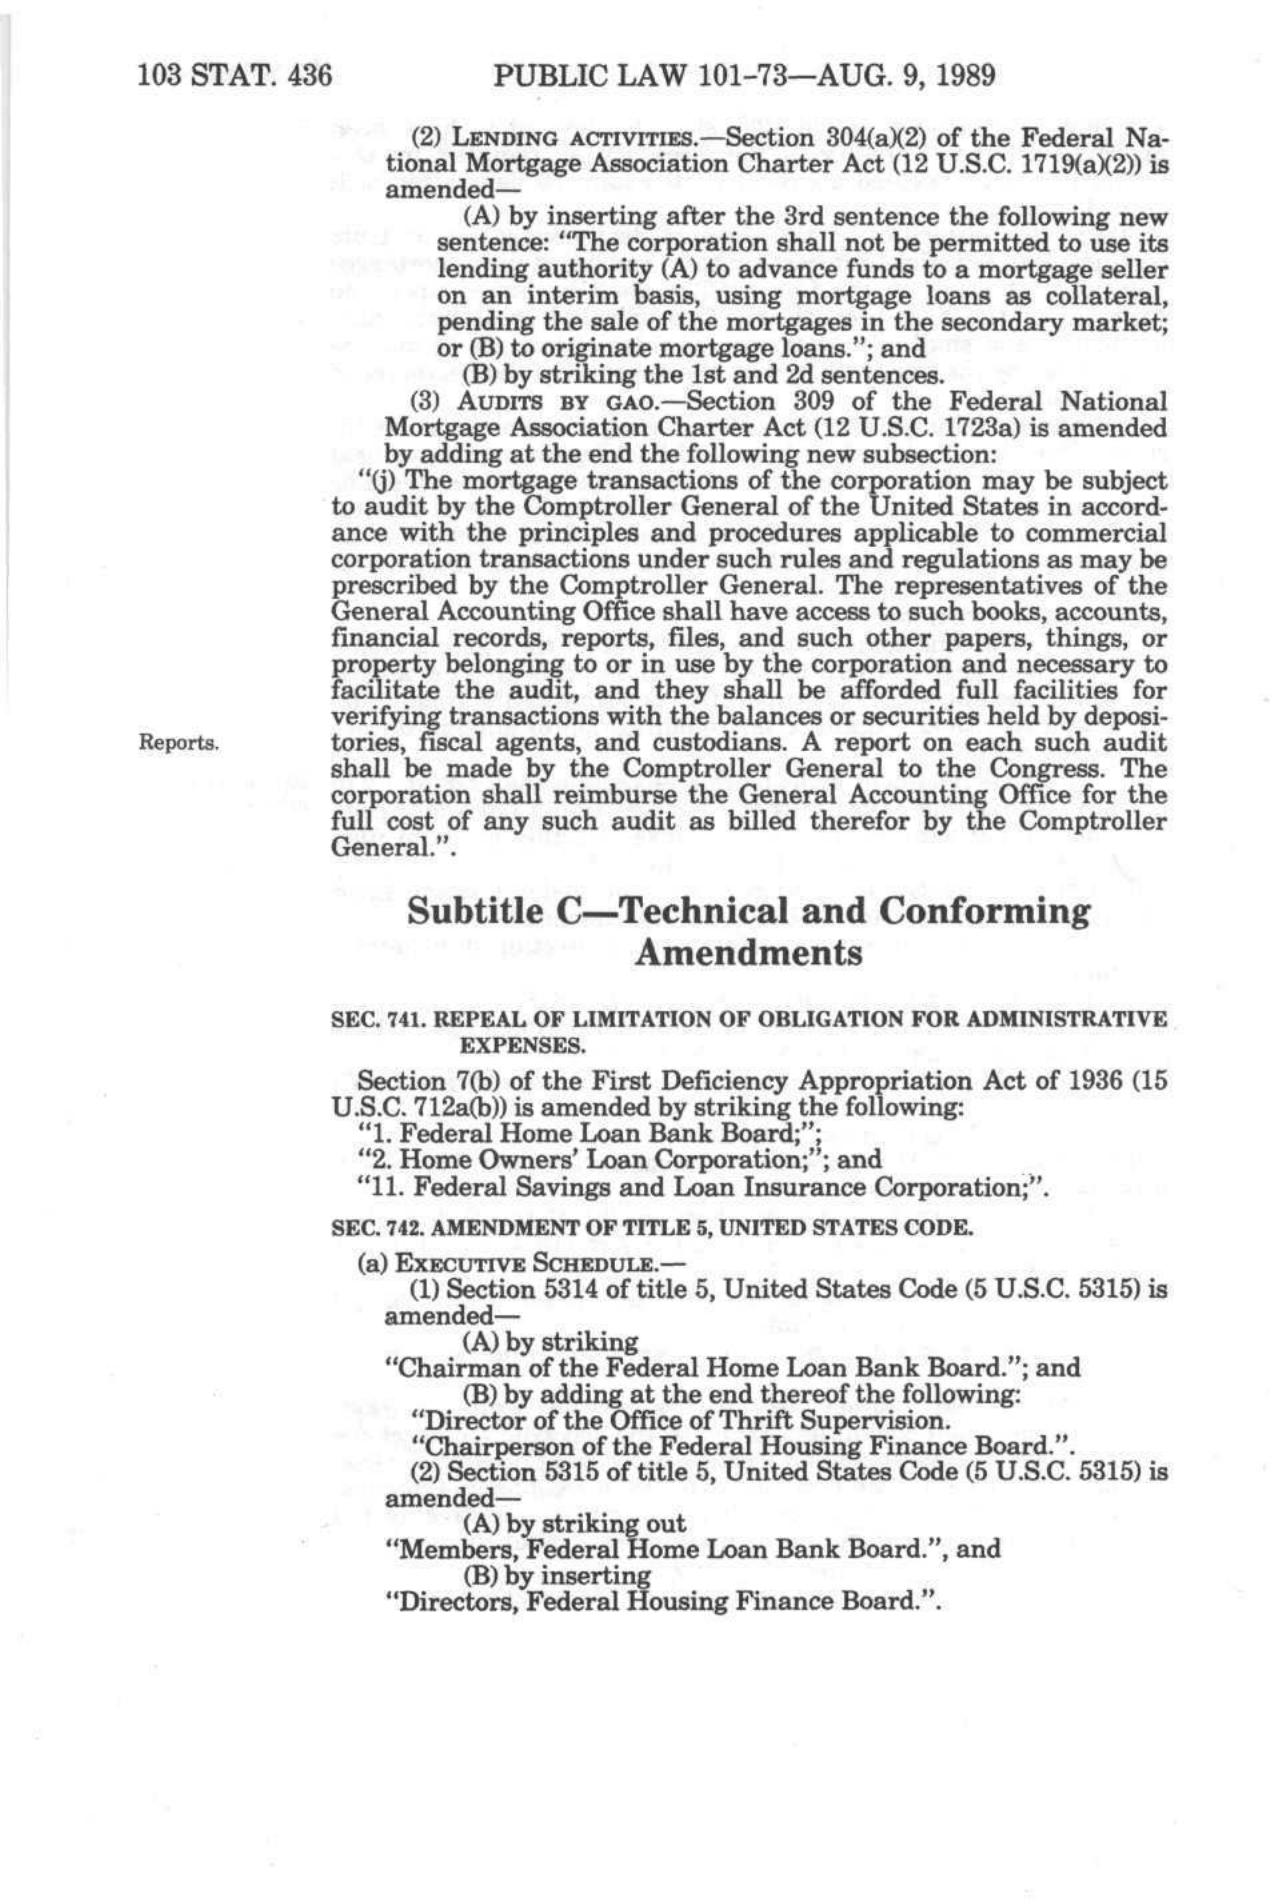 103 STAT. 436
PUBLIC LAW 101-73—AUG. 9, 1989
(2) LENDING ACTIVITIES.—Section 304(a)(2) of the Federal Na-
tional Mortgage Association Charter Act (12 U.S.C. 1719(a)(2)) is
amended—
(A) by inserting after the 3rd sentence the following new
sentence: “The corporation shall not be permitted to use its
lending authority (A) to advance funds to a mortgage seller
on an interim basis, using mortgage loans as collateral,
pending the sale of the mortgages in the secondary market;
or (B) to originate mortgage loans.”; and
(B) by striking the 1st and 2d sentences.
(3) AUDITS BY GAO.—Section 309 of the Federal National
Mortgage Association Charter Act (12 U.S.C. 1723a) is amended
by adding at the end the following new subsection:
“(j) The mortgage transactions of the corporation may be subject
to audit by the Comptroller General of the United States in accord-
ance with the principles and procedures applicable to commercial
corporation transactions under such rules and regulations as may be
prescribed by the Comptroller General. The representatives of the
General Accounting Office shall have access to such books, accounts,
financial records, reports, files, and such other papers, things, or
property belonging to or in use by the corporation and necessary to
facilitate the audit, and they shall be afforded full facilities for
verifying transactions with the balances or securities held by deposi-
Reports.
tories, fiscal agents, and custodians. A report on each such audit
shall be made by the Comptroller General to the Congress. The
corporation shall reimburse the General Accounting Office for the
full cost of any such audit as billed therefor by the Comptroller
General.”.
Subtitle C—Technical and Conforming
Amendments
SEC. 741. REPEAL OF LIMITATION OF OBLIGATION FOR ADMINISTRATIVE
EXPENSES.
Section 7(b) of the First Deficiency Appropriation Act of 1936 (15
U.S.C. 712a(b)) is amended by striking the following:
“1. Federal Home Loan Bank Board;”;
“2. Home Owners’ Loan Corporation;”; and
“11. Federal Savings and Loan Insurance Corporation;”.
SEC. 742. AMENDMENT OF TITLE 5, UNITED STATES CODE.
(a) EXECUTIVE SCHEDULE.—
(1) Section 5314 of title 5, United States Code (5 U.S.C. 5315) is
amended—
(A) by striking
“Chairman of the Federal Home Loan Bank Board.”; and
(B) by adding at the end thereof the following:
“Director of the Office of Thrift Supervision.
“Chairperson of the Federal Housing Finance Board.”.
(2) Section 5315 of title 5, United States Code (5 U.S.C. 5315) is
amended—
(A) by striking out
“Members, Federal Home Loan Bank Board.”, and
(B) by inserting
“Directors, Federal Housing Finance Board.”.